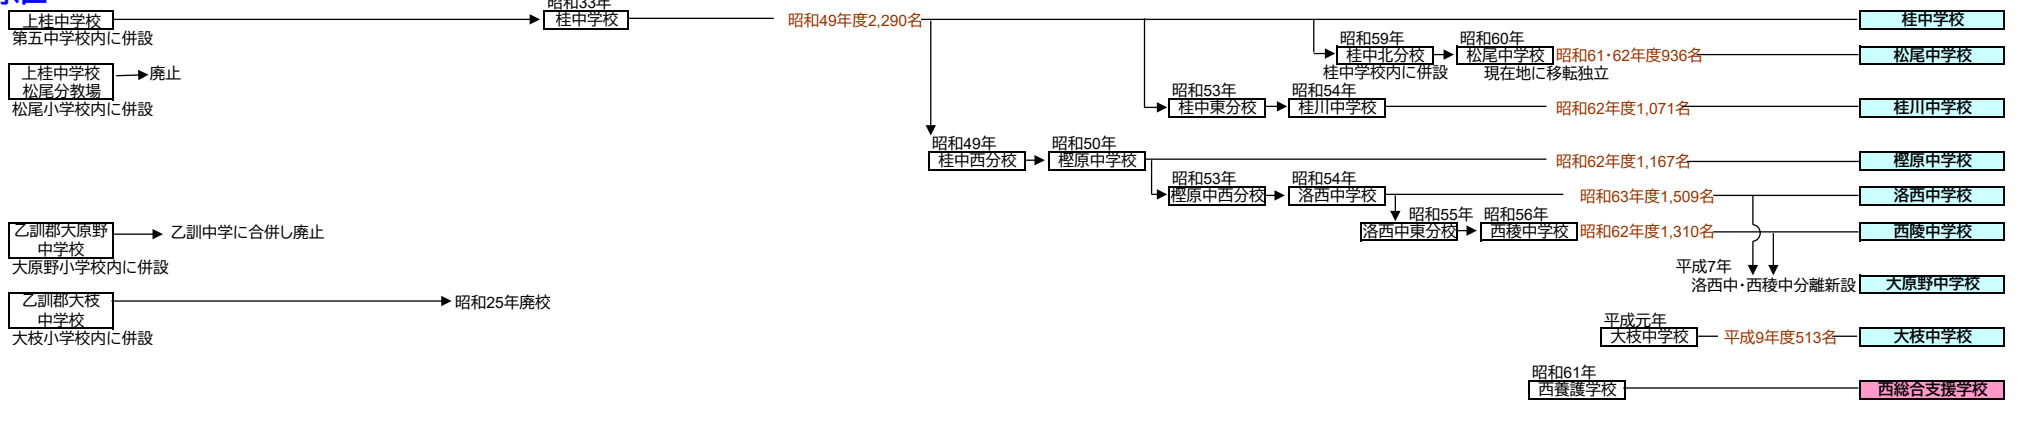 昭和33年
上桂中学校
桂中学校
昭和49年度2,290名
桂中学校
第五中学校内に併設
昭和59年
昭和60年
桂中北分校
松尾中学校
昭和61・62年度936名
松尾中学校
桂中学校内に併設
現在地に移転独立
上桂中学校
松尾分教場
廃止
松尾小学校内に併設
昭和53年
昭和54年
桂中東分校
桂川中学校
昭和62年度1,071名
桂川中学校
昭和49年
昭和50年
桂中西分校
樫原中学校
昭和62年度1,167名
樫原中学校
昭和53年
昭和54年
樫原中西分校
洛西中学校
昭和63年度1,509名
洛西中学校
昭和55年
昭和56年
洛西中東分校
西稜中学校
昭和62年度1,310名
西陵中学校
乙訓郡大原野
中学校
乙訓中学に合併し廃止
大原野小学校内に併設
平成7年
洛西中・西稜中分離新設
大原野中学校
乙訓郡大枝
中学校
昭和25年廃校
大枝小学校内に併設
平成元年
大枝中学校
平成9年度513名
大枝中学校
昭和61年
西養護学校
西総合支援学校